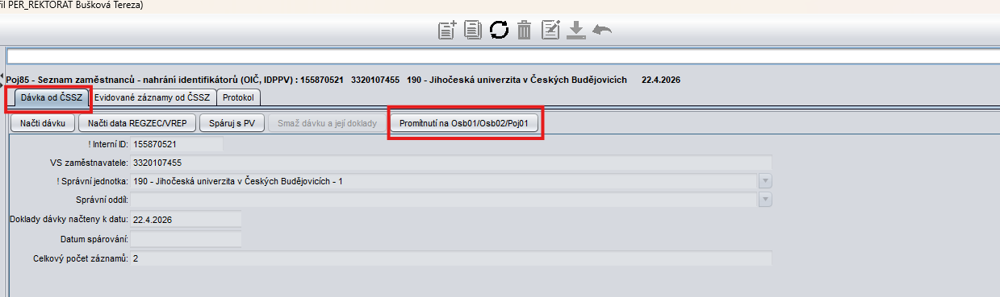 fil PER_REKTORAT Bušková Tereza)
Poj85 - Seznam zaměstnanců - nahrání identifikátorů (OIČ, IDPPV) : 155870521 3320107455 190 - Jihočeská univerzita v Českých Budějovicích 22.4.2026
Dávka od ČSSZ Evidované záznamy od ČSSZ Protokol
Načti dávku Načti data REGZEC/VREP Spáruj s PV Smaž dávku a její doklady Promítnutí na Osb01/Osb02/Poj01
! Interní ID: 155870521
VS zaměstnavatele: 3320107455
! Správní jednotka: 190 - Jihočeská univerzita v Českých Budějovicích - 1
Správní oddíl:
Doklady dávky načteny k datu: 22.4.2026
Datum spárování:
Celkový počet záznamů: 2